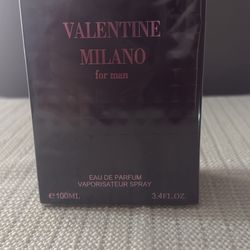 VALENTINE
MILANO
for man
EAU DE PARFUM
VAPORISATEUR SPRAY
℮100ML 3.4FL.OZ.